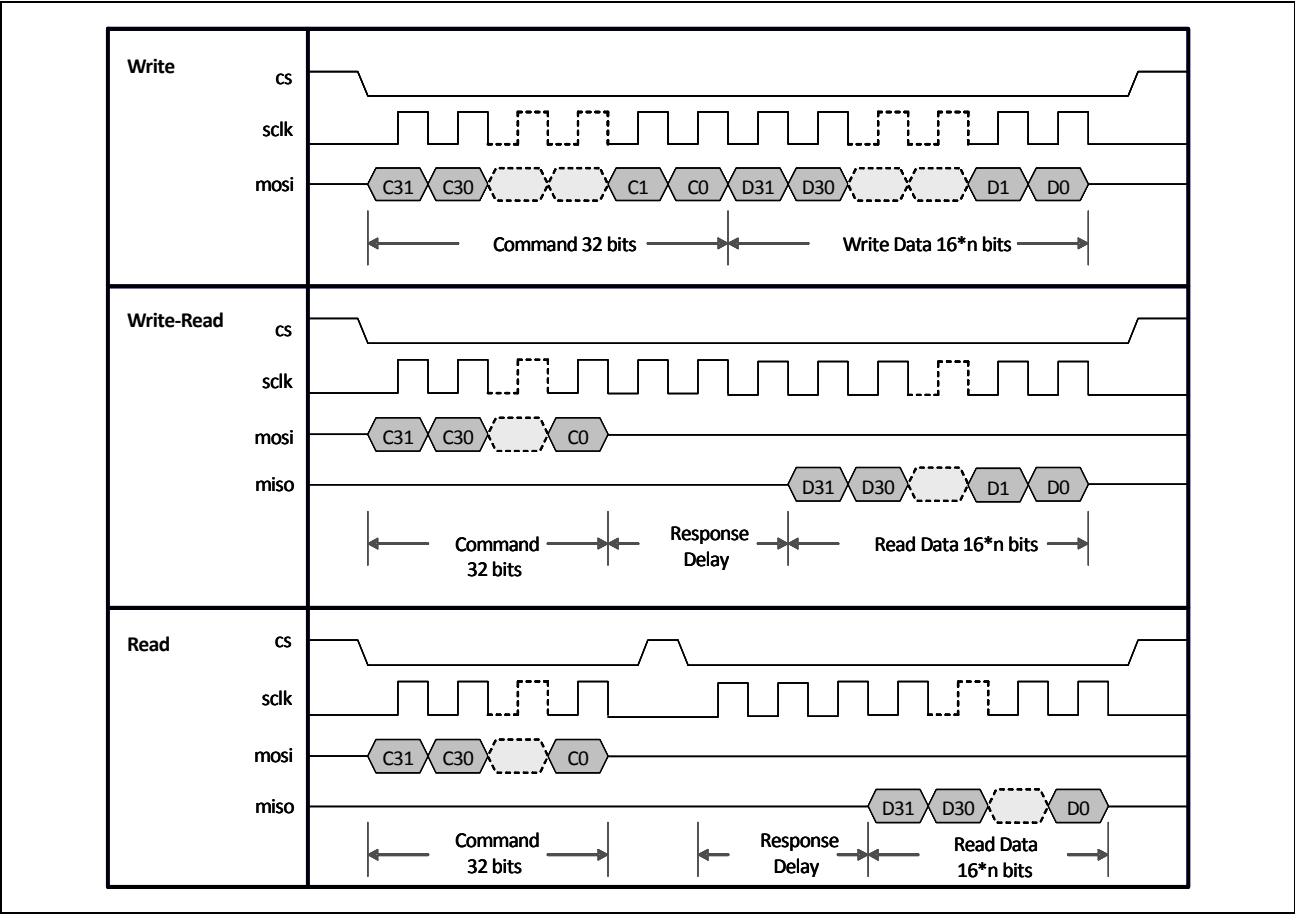 Write
cs
sclk
mosi
C31 C30 C1 C0 D31 D30 D1 D0
Command 32 bits
Write Data 16*n bits
Write-Read
cs
sclk
mosi
C31 C30 C0
miso
D31 D30 D1 D0
Command
32 bits
Response
Delay
Read Data 16*n bits
Read
cs
sclk
mosi
C31 C30 C0
miso
D31 D30 D0
Command
32 bits
Response
Delay
Read Data
16*n bits